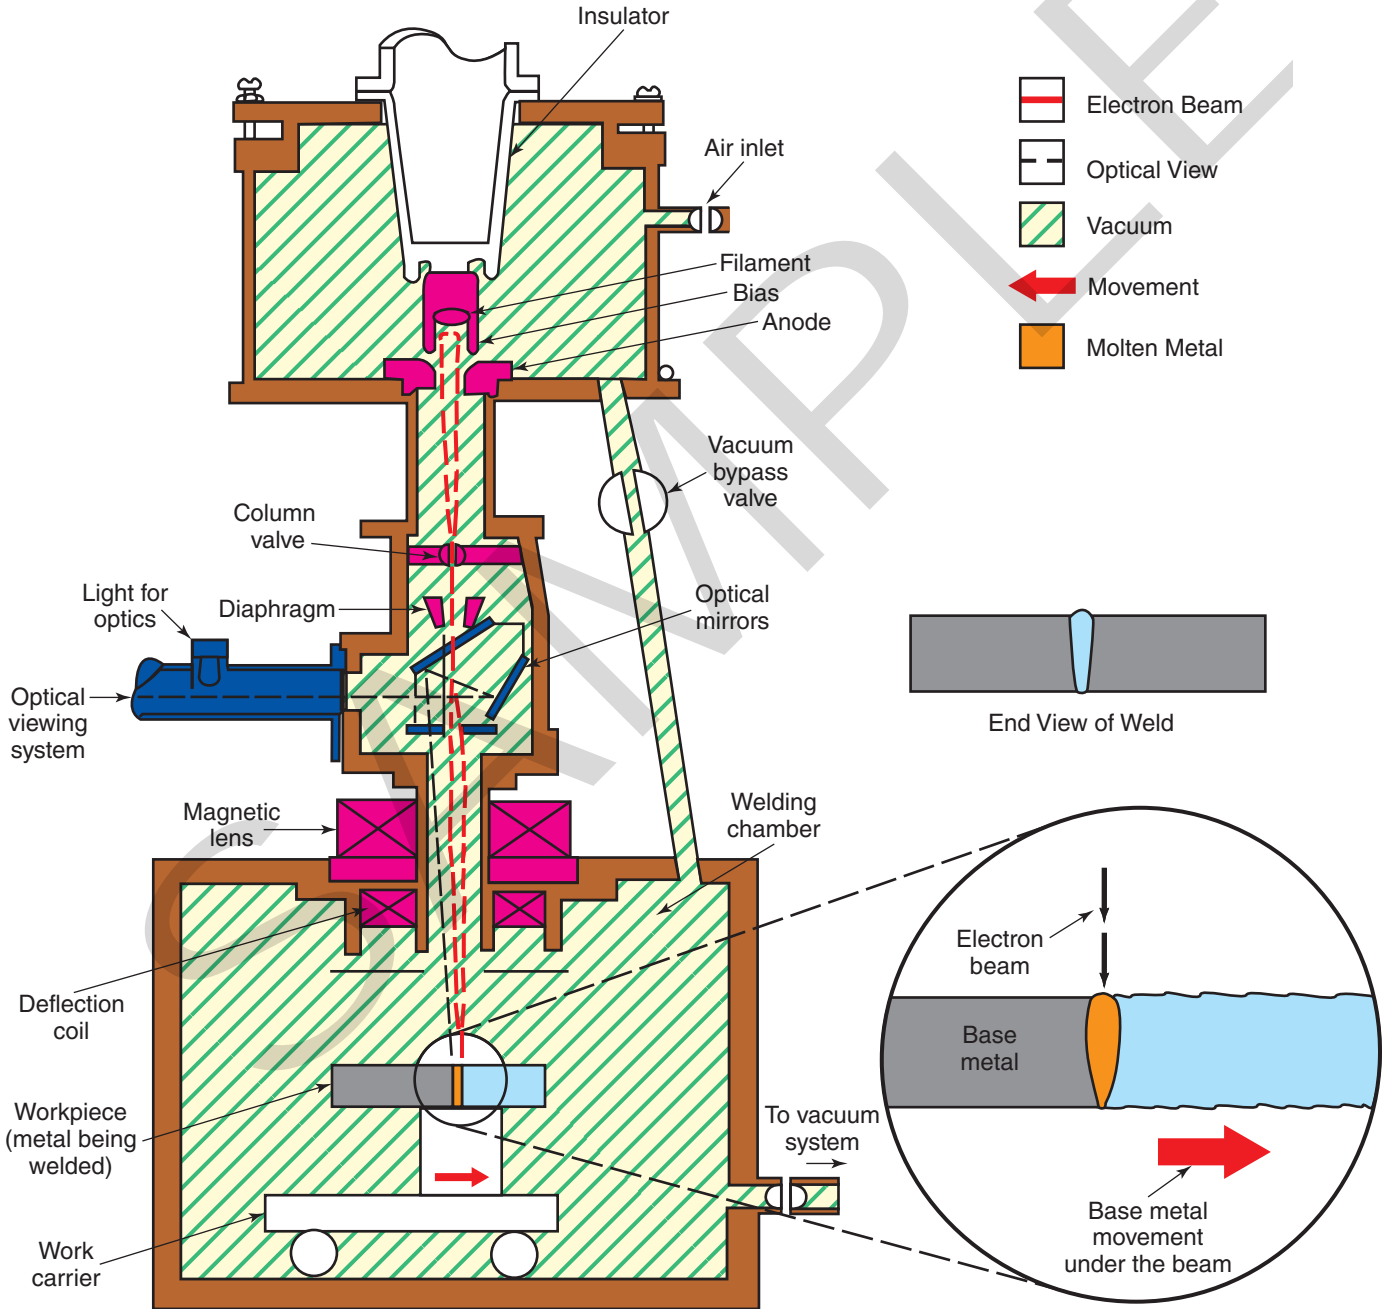 Insulator
Air inlet
Filament
Bias
Anode
Electron Beam
Optical View
Vacuum
Movement
Molten Metal
Vacuum
bypass
valve
Column
valve
Light for
optics
Diaphragm
Optical
mirrors
Optical
viewing
system
End View of Weld
Magnetic
lens
Welding
chamber
Electron
beam
Deflection
coil
Base
metal
Workpiece
(metal being
welded)
To vacuum
system
Base metal
movement
under the beam
Work
carrier
SAMPLE